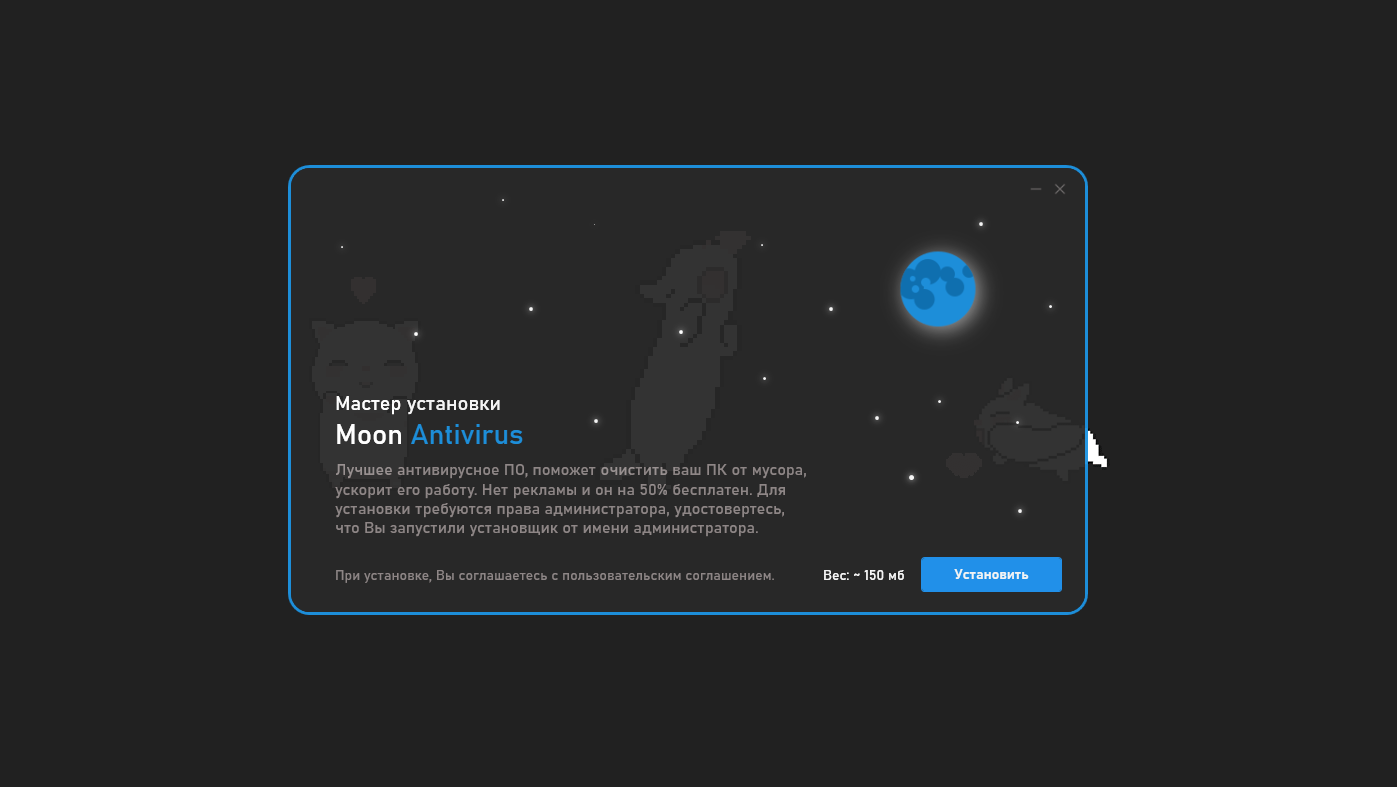 Мастер установки
Moon Antivirus
Лучшее антивирусное ПО, поможет очистить ваш ПК от мусора,
ускорит его работу. Нет рекламы и он на 50% бесплатен. Для
установки требуются права администратора, удостовертесь,
что Вы запустили установщик от имени администратора.
При установке, Вы соглашаетесь с пользовательским соглашением.
Вес: ~ 150 мб
Установить